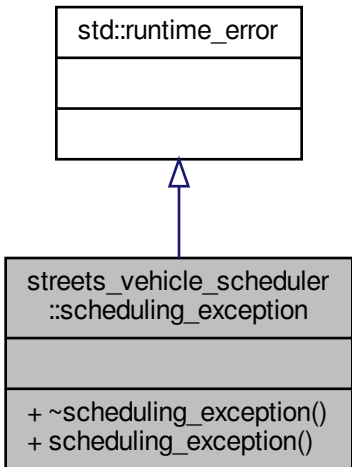 std::runtime_error
streets_vehicle_scheduler
::scheduling_exception
+ ~scheduling_exception()
+ scheduling_exception()